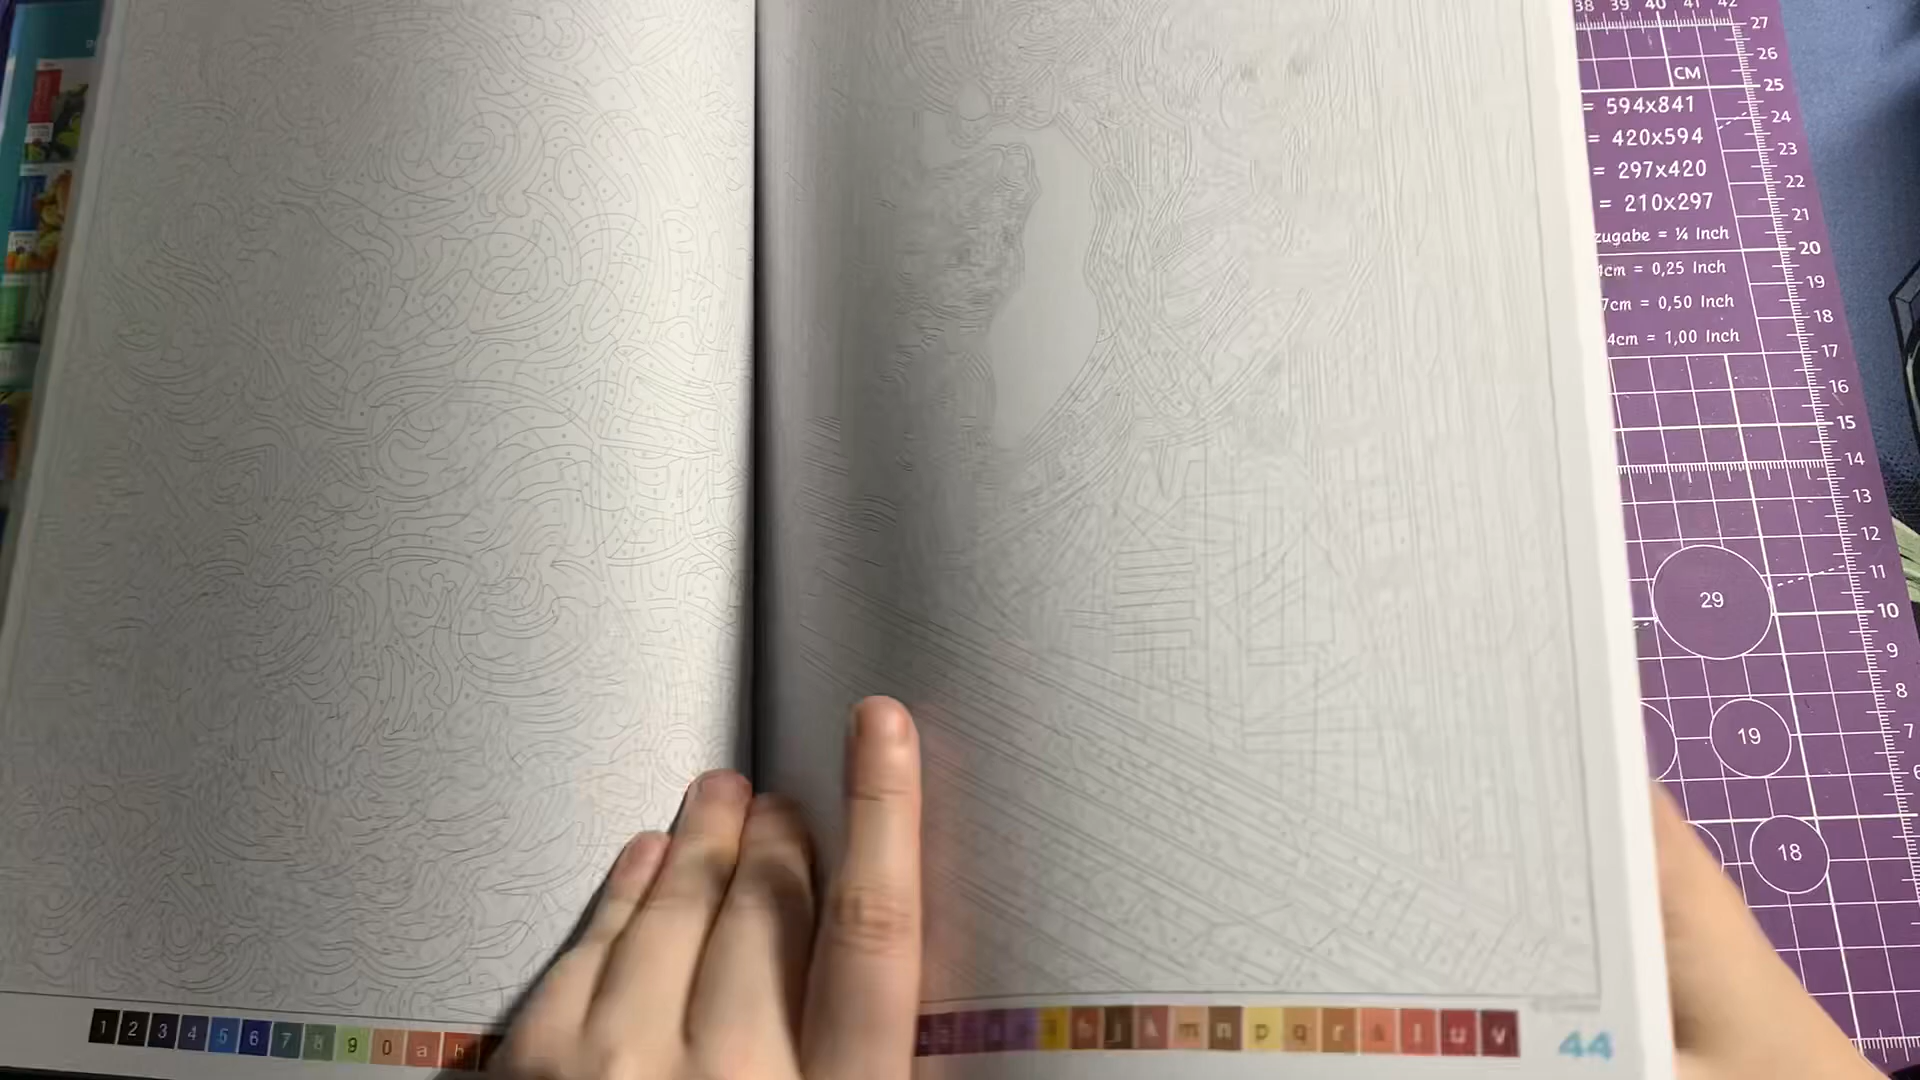 38 39 40 41 42
27
26
CM
25
= 594x841
24
= 420x594
23
= 297x420
22
= 210x297
21
zugabe = ¼ Inch
20
cm = 0,25 Inch
19
7cm = 0,50 Inch
18
4cm = 1,00 Inch
17
16
15
14
13
12
11
29
10
9
8
19
7
6
18
1 2 3 4 5 6 7 8 9 0 a b
j k m n p q r s t u v
44